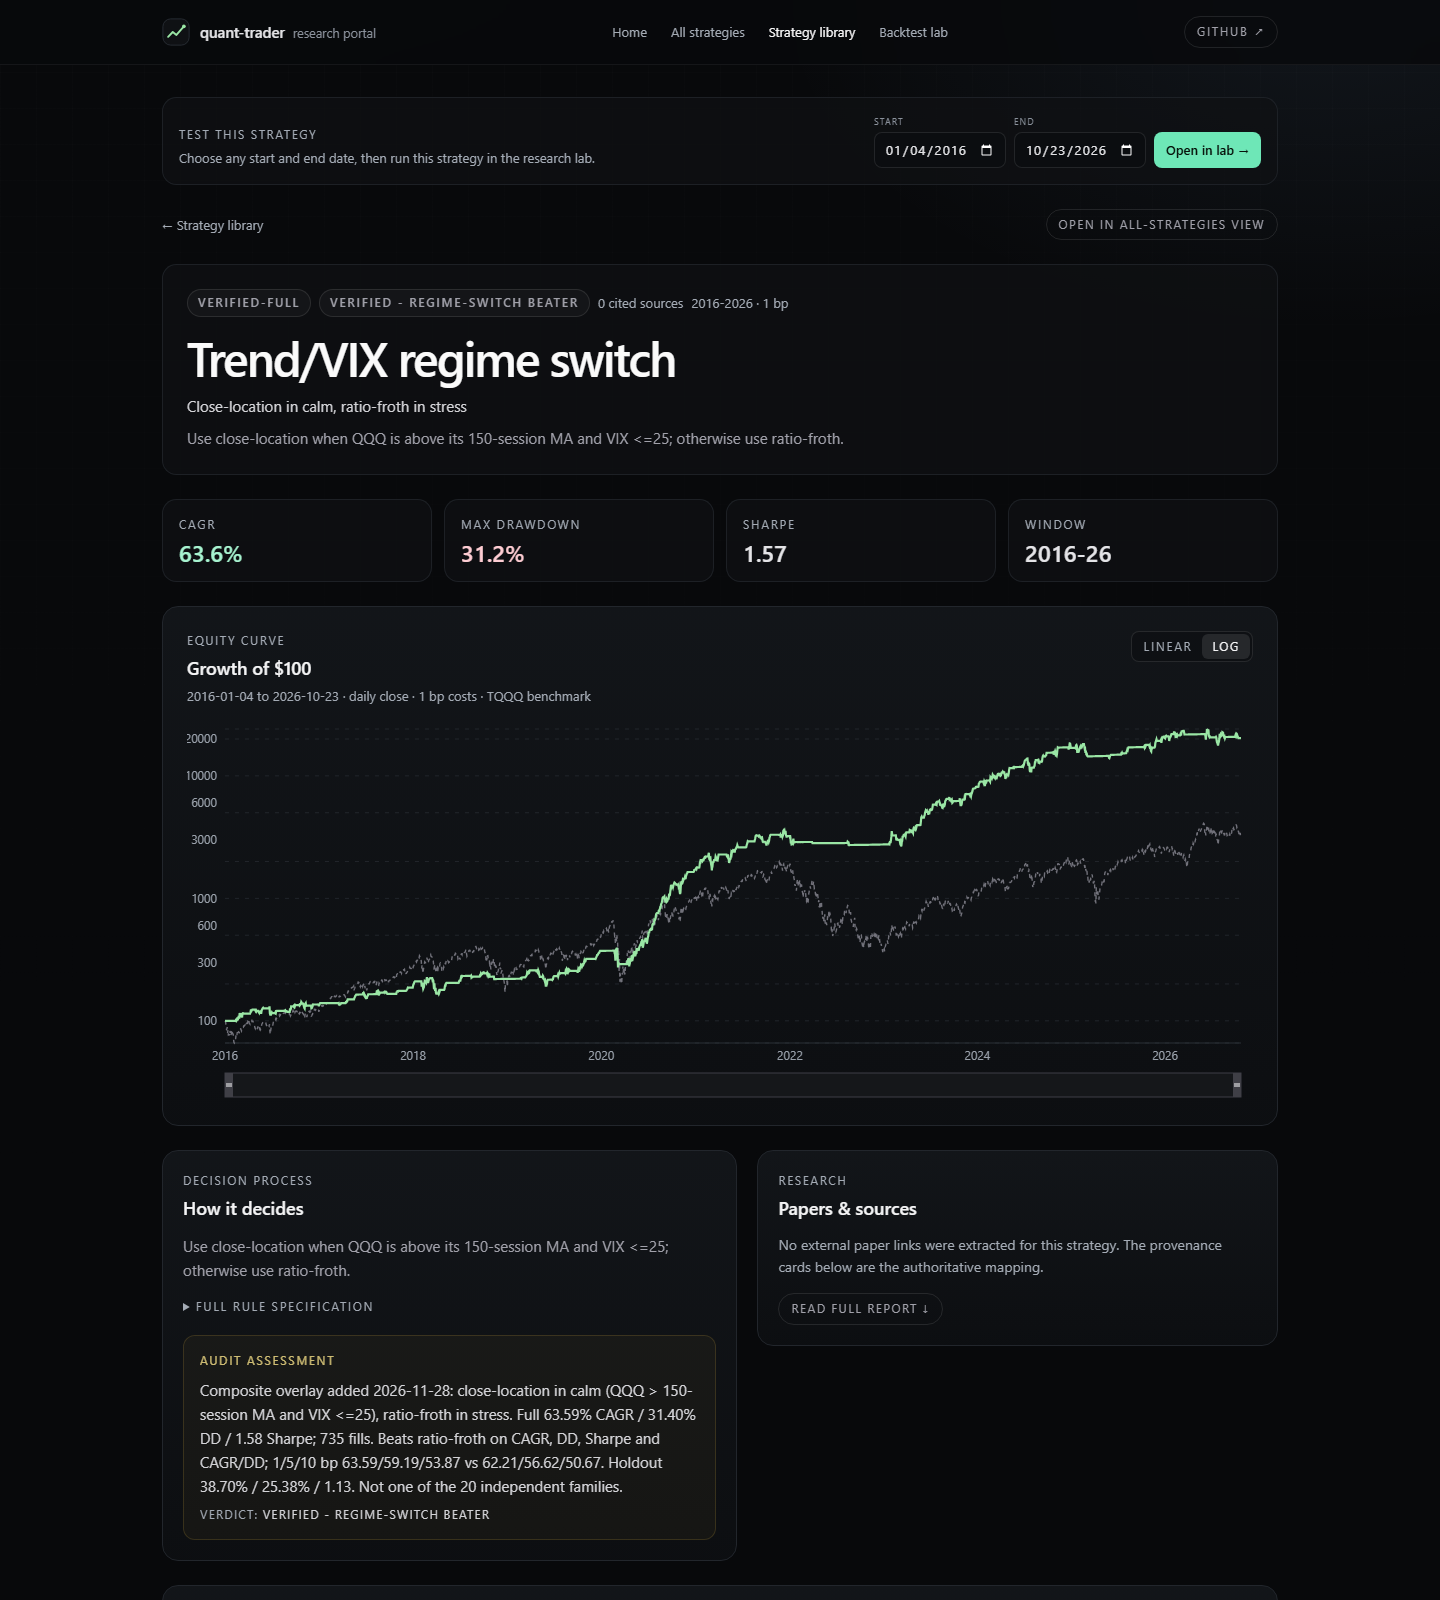 quant-trader research portal
Home
All strategies
Strategy library
Backtest lab
GITHUB ↗
TEST THIS STRATEGY
Choose any start and end date, then run this strategy in the research lab.
START
01/04/2016
END
10/23/2026
Open in lab →
← Strategy library
OPEN IN ALL-STRATEGIES VIEW
VERIFIED-FULL
VERIFIED - REGIME-SWITCH BEATER
0 cited sources
2016-2026 · 1 bp
Trend/VIX regime switch
Close-location in calm, ratio-froth in stress
Use close-location when QQQ is above its 150-session MA and VIX <=25; otherwise use ratio-froth.
CAGR
63.6%
MAX DRAWDOWN
31.2%
SHARPE
1.57
WINDOW
2016-26
EQUITY CURVE
Growth of $100
2016-01-04 to 2026-10-23 · daily close · 1 bp costs · TQQQ benchmark
LINEAR
LOG
20000
10000
6000
3000
1000
600
300
100
2016
2018
2020
2022
2024
2026
DECISION PROCESS
How it decides
Use close-location when QQQ is above its 150-session MA and VIX <=25;
otherwise use ratio-froth.
▶ FULL RULE SPECIFICATION
AUDIT ASSESSMENT
Composite overlay added 2026-11-28: close-location in calm (QQQ > 150-
session MA and VIX <=25), ratio-froth in stress. Full 63.59% CAGR / 31.40%
DD / 1.58 Sharpe; 735 fills. Beats ratio-froth on CAGR, DD, Sharpe and
CAGR/DD; 1/5/10 bp 63.59/59.19/53.87 vs 62.21/56.62/50.67. Holdout
38.70% / 25.38% / 1.13. Not one of the 20 independent families.
VERDICT: VERIFIED - REGIME-SWITCH BEATER
RESEARCH
Papers & sources
No external paper links were extracted for this strategy. The provenance
cards below are the authoritative mapping.
READ FULL REPORT ↓